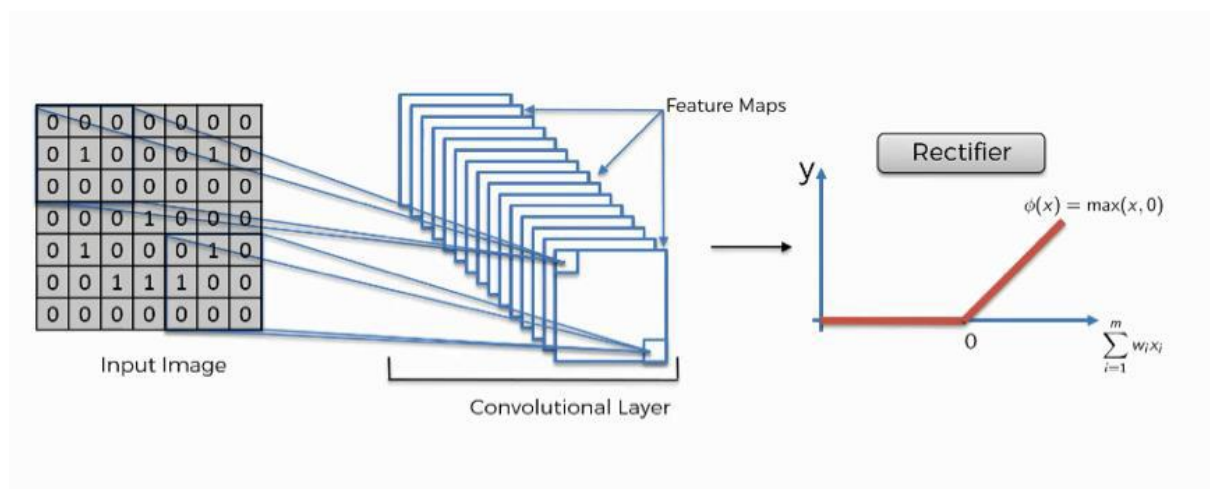 0 0 0 0 0 0 0
0 1 0 0 0 1 0
0 0 0 0 0 0 0
0 0 0 1 0 0 0
0 1 0 0 0 1 0
0 0 1 1 1 0 0
0 0 0 0 0 0 0
Input Image
Feature Maps
Convolutional Layer
Rectifier
y
ϕ(x) = max(x, 0)
0
m
∑ wᵢxᵢ
i=1